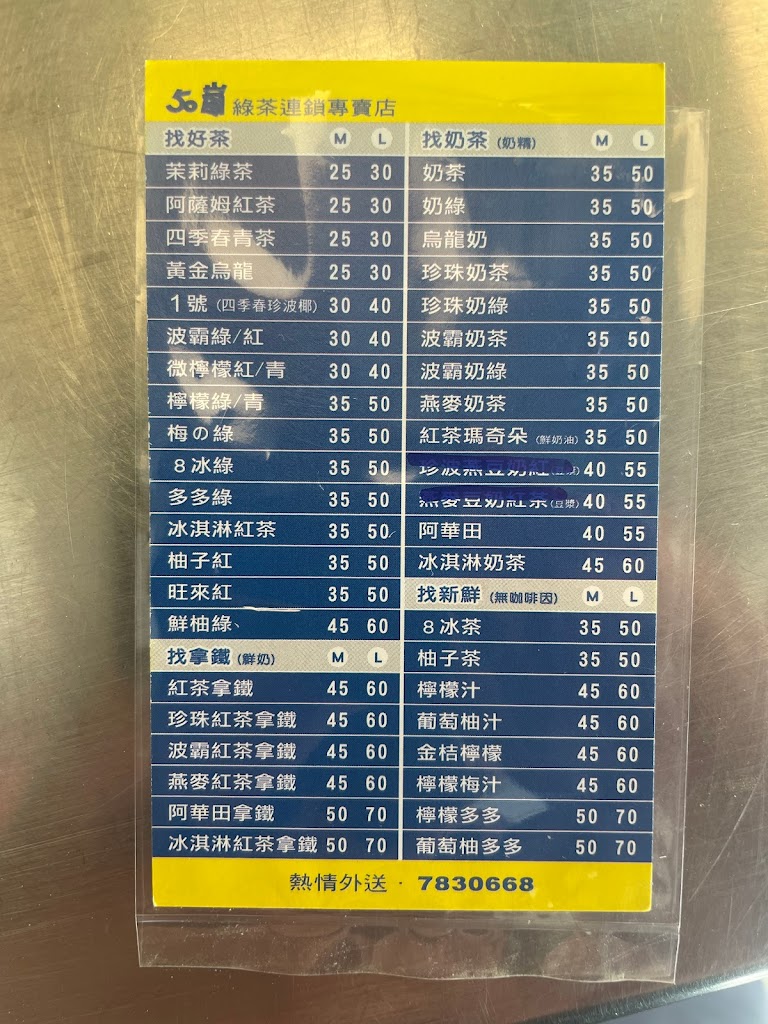 50嵐 綠茶連鎖專賣店
找好茶 M L
茉莉綠茶 25 30
阿薩姆紅茶 25 30
四季春青茶 25 30
黃金烏龍 25 30
1號 (四季春珍波椰) 30 40
波霸綠/紅 30 40
微檸檬紅/青 30 40
檸檬綠/青 35 50
梅の綠 35 50
8冰綠 35 50
多多綠 35 50
冰淇淋紅茶 35 50
柚子紅 35 50
旺來紅 35 50
鮮柚綠 45 60
找拿鐵 (鮮奶) M L
紅茶拿鐵 45 60
珍珠紅茶拿鐵 45 60
波霸紅茶拿鐵 45 60
燕麥紅茶拿鐵 45 60
阿華田拿鐵 50 70
冰淇淋紅茶拿鐵 50 70
找奶茶 (奶精) M L
奶茶 35 50
奶綠 35 50
烏龍奶 35 50
珍珠奶茶 35 50
珍珠奶綠 35 50
波霸奶茶 35 50
波霸奶綠 35 50
燕麥奶茶 35 50
紅茶瑪奇朵 (鮮奶油) 35 50
珍波黑豆奶紅 40 55
燕麥豆奶紅茶 (豆漿) 40 55
阿華田 40 55
冰淇淋奶茶 45 60
找新鮮 (無咖啡因) M L
8冰茶 35 50
柚子茶 35 50
檸檬汁 45 60
葡萄柚汁 45 60
金桔檸檬 45 60
檸檬梅汁 45 60
檸檬多多 50 70
葡萄柚多多 50 70
熱情外送・7830668